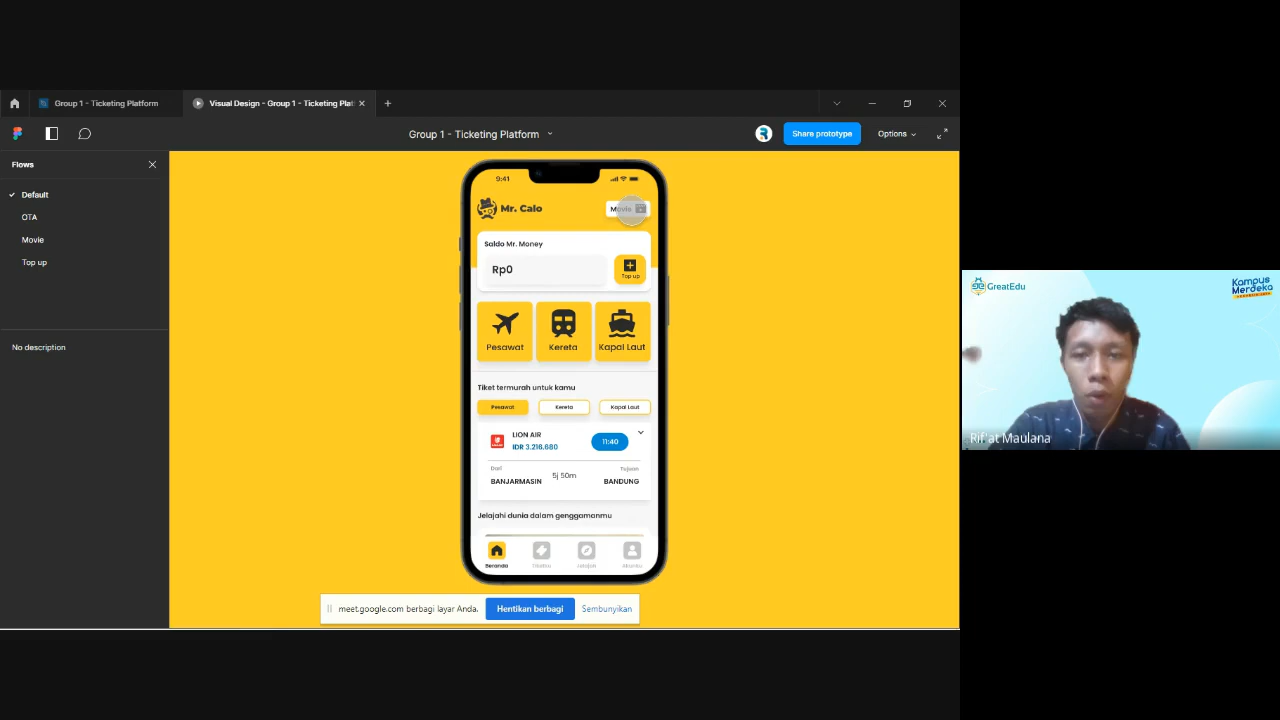 Group 1 - Ticketing Platform
Visual Design - Group 1 - Ticketing Plat
Group 1 - Ticketing Platform
Share prototype
Options
Flows
Default
OTA
Movie
Top up
No description
9:41
Mr. Calo
Movie
Saldo Mr. Money
Rp0
Top up
Pesawat
Kereta
Kapal Laut
Tiket termurah untuk kamu
Pesawat
Kereta
Kapal Laut
LION AIR
IDR 3.216.680
11:40
Dari
Tujuan
BANJARMASIN
5j 50m
BANDUNG
Jelajahi dunia dalam genggamanmu
Beranda
Tiketku
Jelajah
Akunku
meet.google.com berbagi layar Anda.
Hentikan berbagi
Sembunyikan
GreatEdu
Kampus
Merdeka
Rif'at Maulana